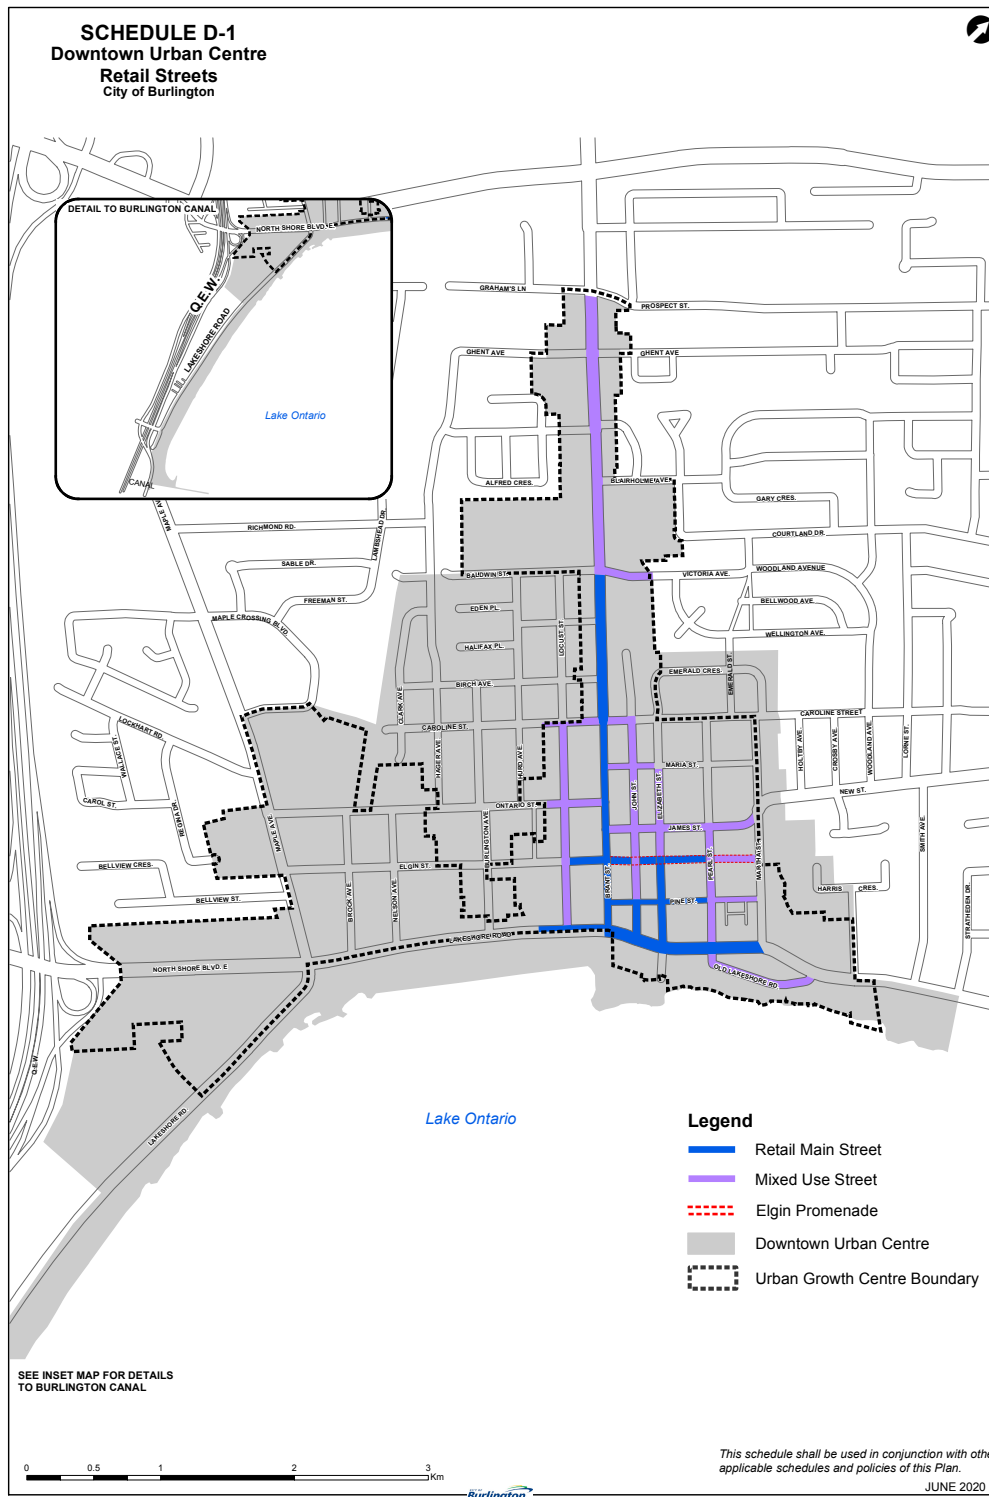 SCHEDULE D-1
Downtown Urban Centre
Retail Streets
City of Burlington
DETAIL TO BURLINGTON CANAL
NORTH SHORE BLVD. E.
Q.E.W.
LAKESHORE ROAD
Lake Ontario
CANAL
GRAHAM'S LN
PROSPECT ST.
GHENT AVE
GHENT AVE
ALFRED CRES.
BLAIRHOLM AVE.
GARY CRES.
MAPLE AV
RICHMOND RD.
LAMBSHEAD DR.
COURTLAND DR.
SABLE DR.
BALDWIN ST.
VICTORIA AVE.
WOODLAND AVENUE
FREEMAN ST.
EDEN PL.
BELLWOOD AVE
MAPLE CROSSING BLVD.
LOCUST ST
WELLINGTON AVE.
HALIFAX PL.
EMERALD CRES.
EMERALD ST.
BIRCH AVE.
CLARK AVE.
CAROLINE ST.
CAROLINE STREET
LOCKHART RD.
WALLACE ST.
HAGER AVE
HURD AVE.
MARIA ST.
HOLTBY AVE.
CROSBY AVE.
WOODLAND AVE
LORNE ST.
JOHN ST.
ELIZABETH ST.
CAROL ST.
REGINA DR.
ONTARIO ST.
NEW ST.
MAPLE AVE.
BURLINGTON AVE.
JAMES ST.
SMITH AVE.
BELLVIEW CRES.
ELGIN ST.
BRANT ST.
PEARL ST.
MARTHA ST.
BELLVIEW ST.
BROCK AVE.
NELSON AVE.
PINE ST.
HARRIS CRES.
STRATHEDEN DR.
LAKESHORE ROAD
NORTH SHORE BLVD. E
OLD LAKESHORE RD
Q.E.W.
LAKESHORE RD
Lake Ontario
Legend
Retail Main Street
Mixed Use Street
Elgin Promenade
Downtown Urban Centre
Urban Growth Centre Boundary
SEE INSET MAP FOR DETAILS
TO BURLINGTON CANAL
0 0.5 1 2 3
Km
This schedule shall be used in conjunction with othe
applicable schedules and policies of this Plan.
JUNE 2020
Burlington